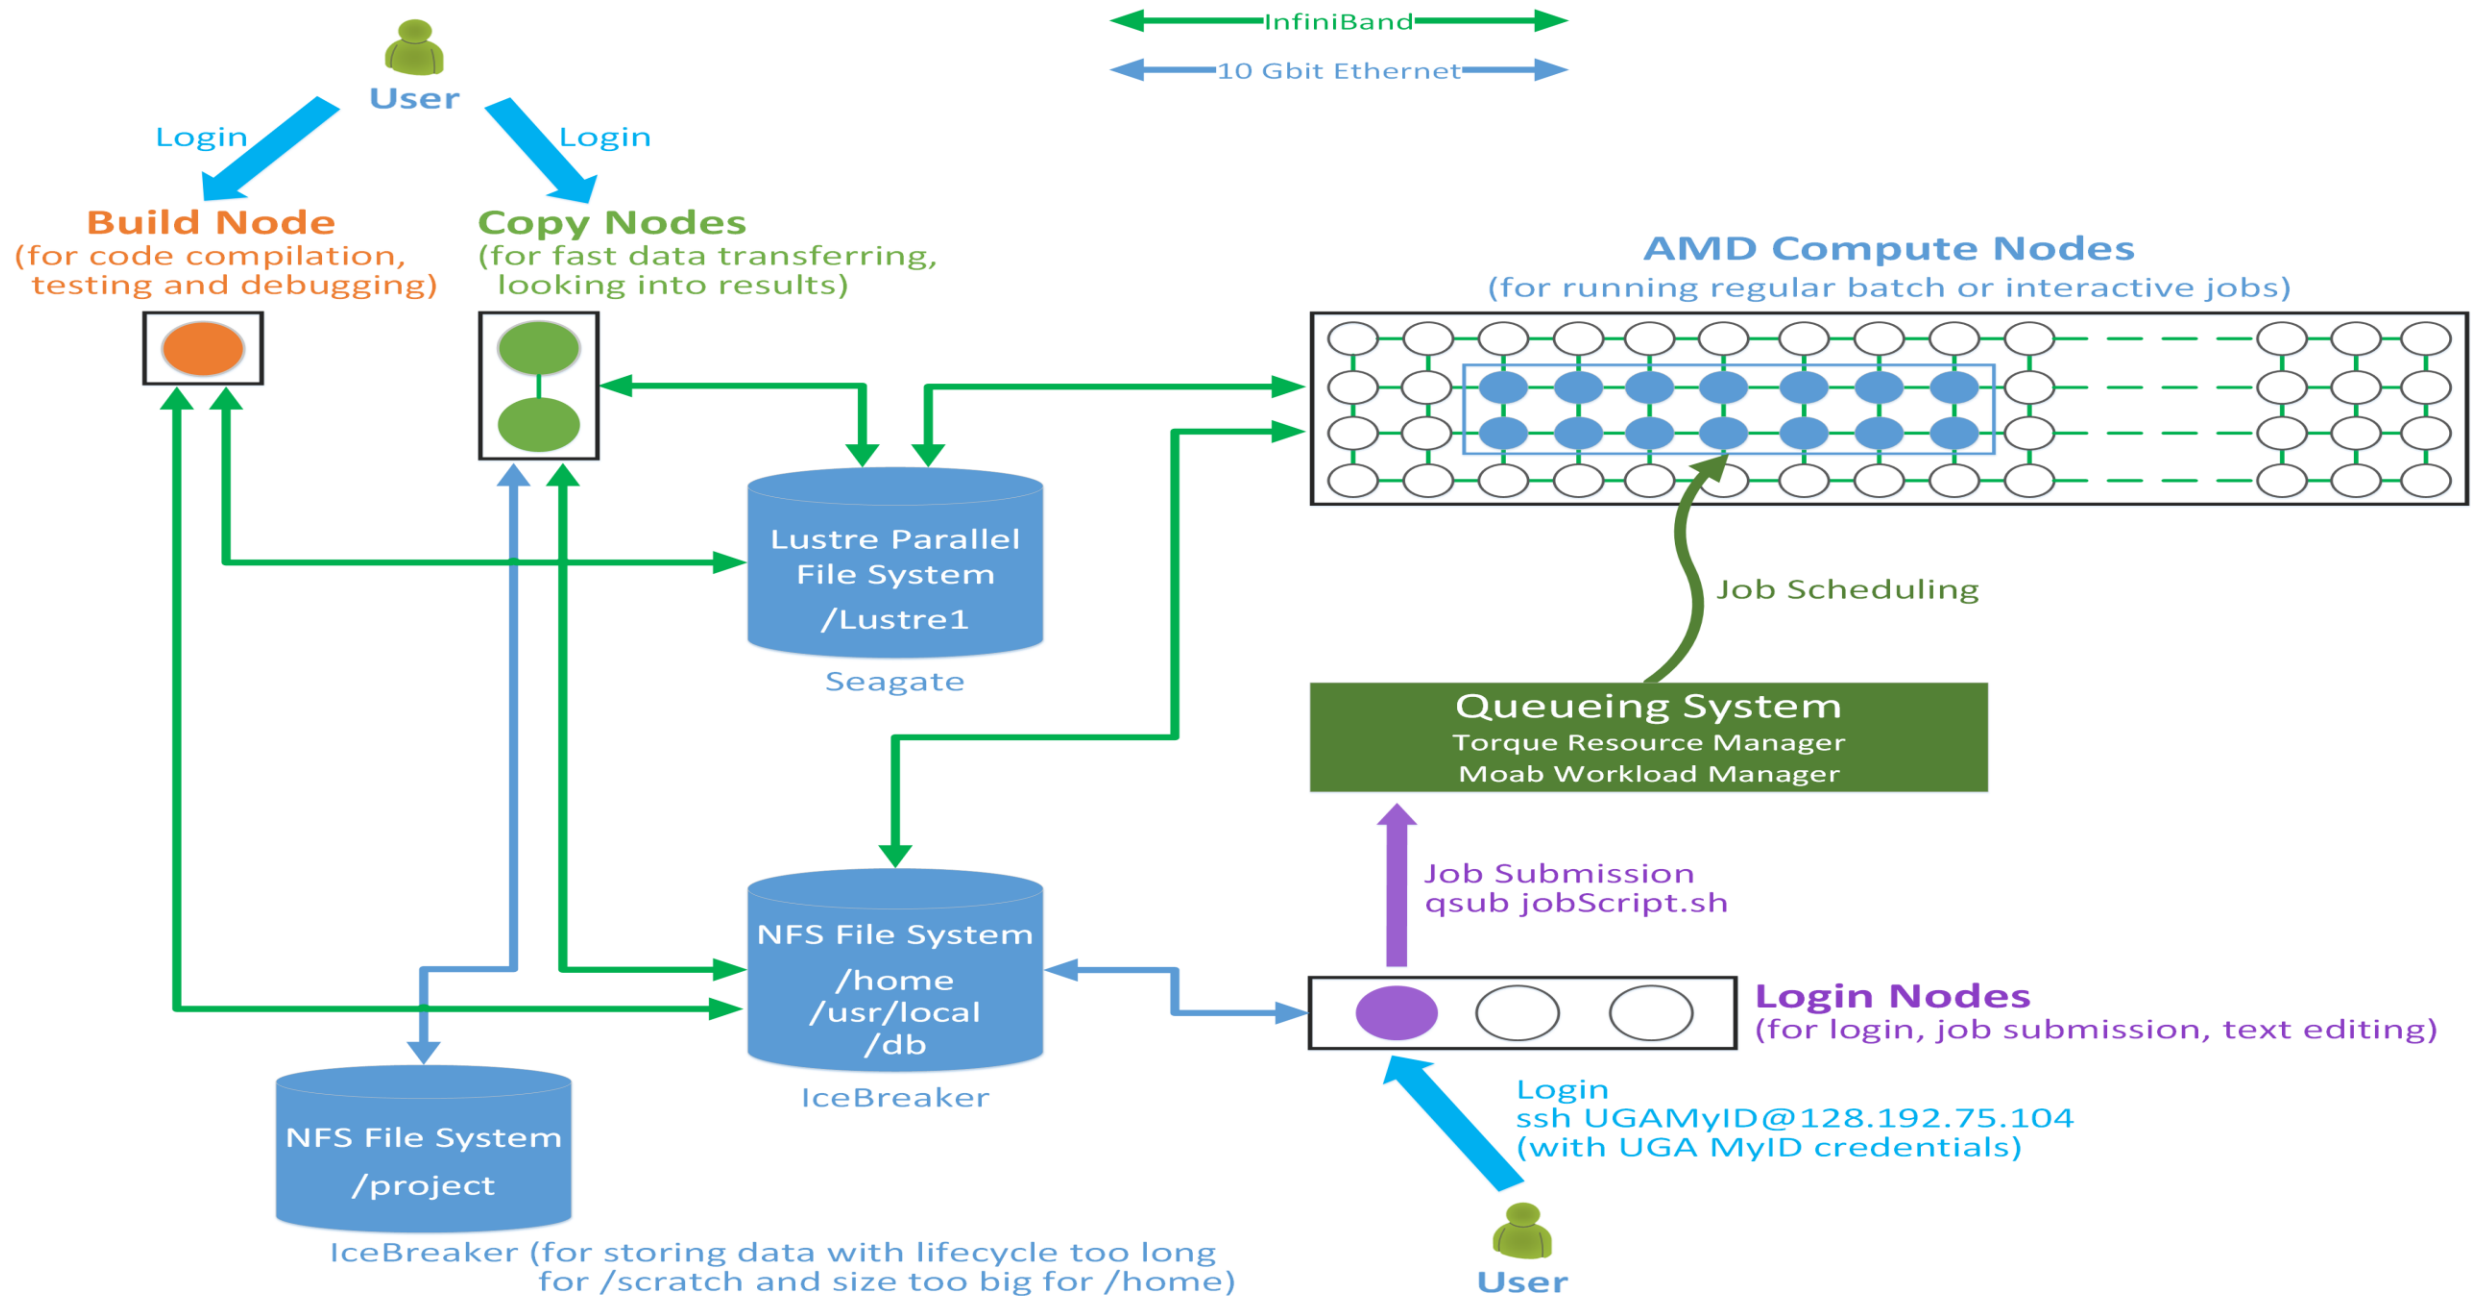 InfiniBand
10 Gbit Ethernet
User
Login
Login
Build Node
(for code compilation,
testing and debugging)
Copy Nodes
(for fast data transferring,
looking into results)
AMD Compute Nodes
(for running regular batch or interactive jobs)
Lustre Parallel
File System
/Lustre1
Seagate
Job Scheduling
Queueing System
Torque Resource Manager
Moab Workload Manager
Job Submission
qsub jobScript.sh
NFS File System
/home
/usr/local
/db
IceBreaker
Login Nodes
(for login, job submission, text editing)
Login
ssh UGAMyID@128.192.75.104
(with UGA MyID credentials)
NFS File System
/project
IceBreaker (for storing data with lifecycle too long
for /scratch and size too big for /home)
User